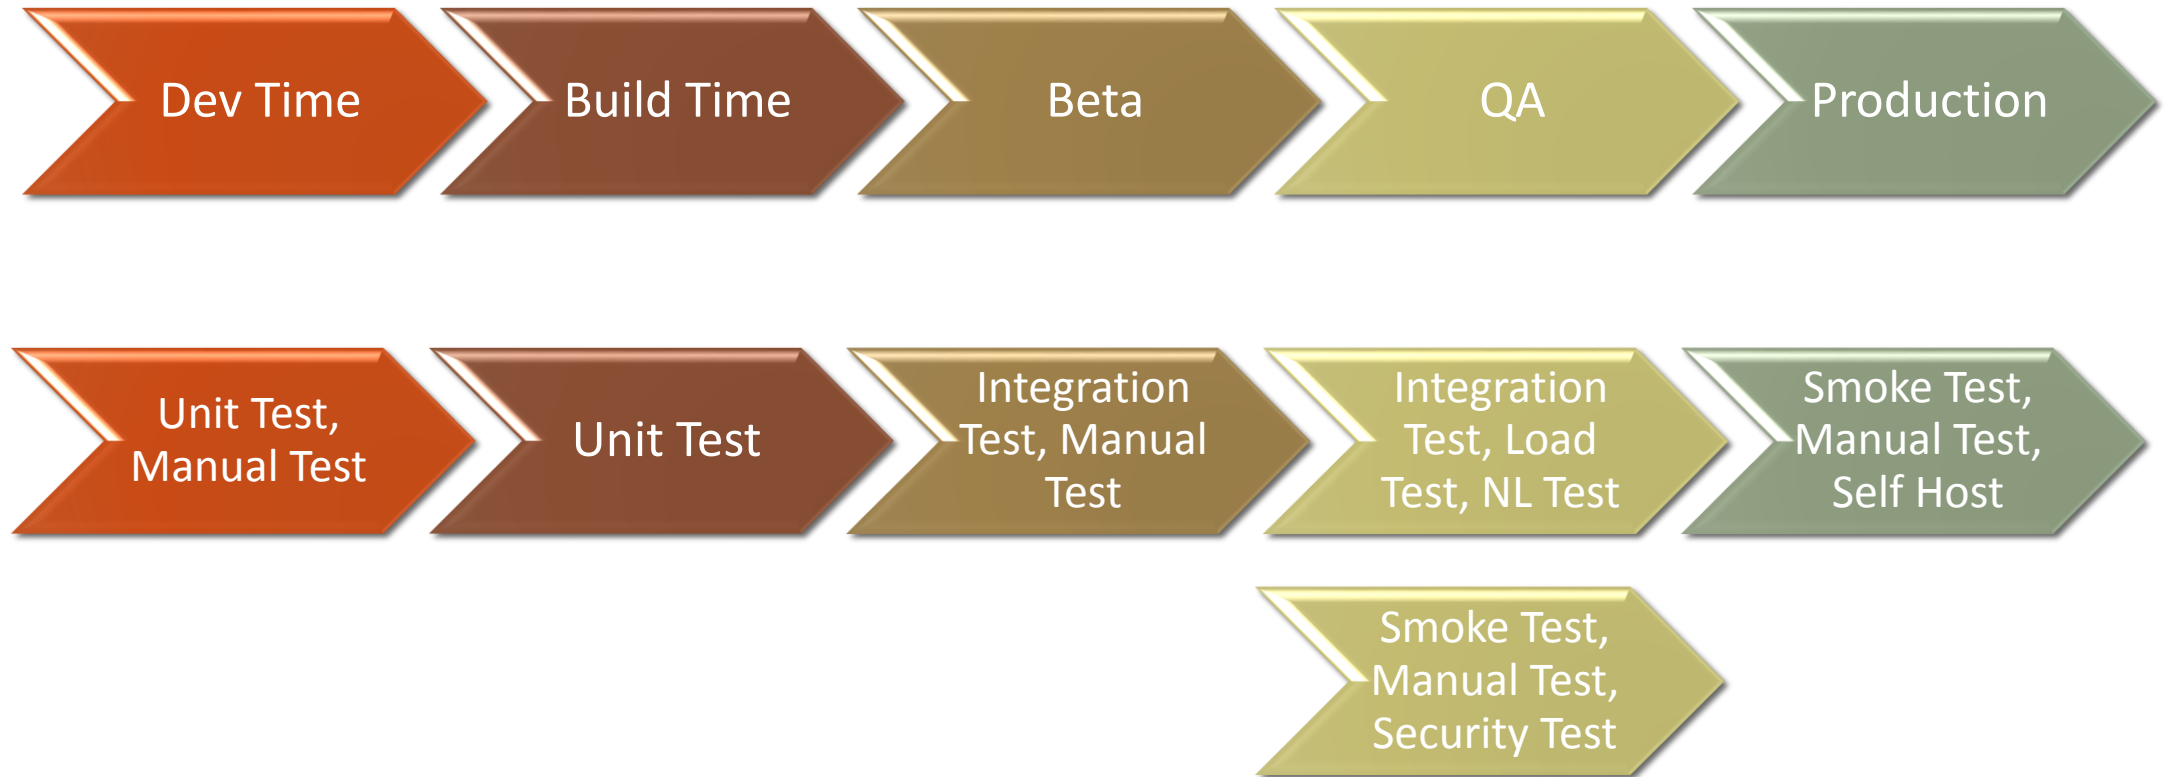 Dev Time
Build Time
Beta
QA
Production
Unit Test,
Manual Test
Unit Test
Integration
Test, Manual
Test
Integration
Test, Load
Test, NL Test
Smoke Test,
Manual Test,
Self Host
Smoke Test,
Manual Test,
Security Test